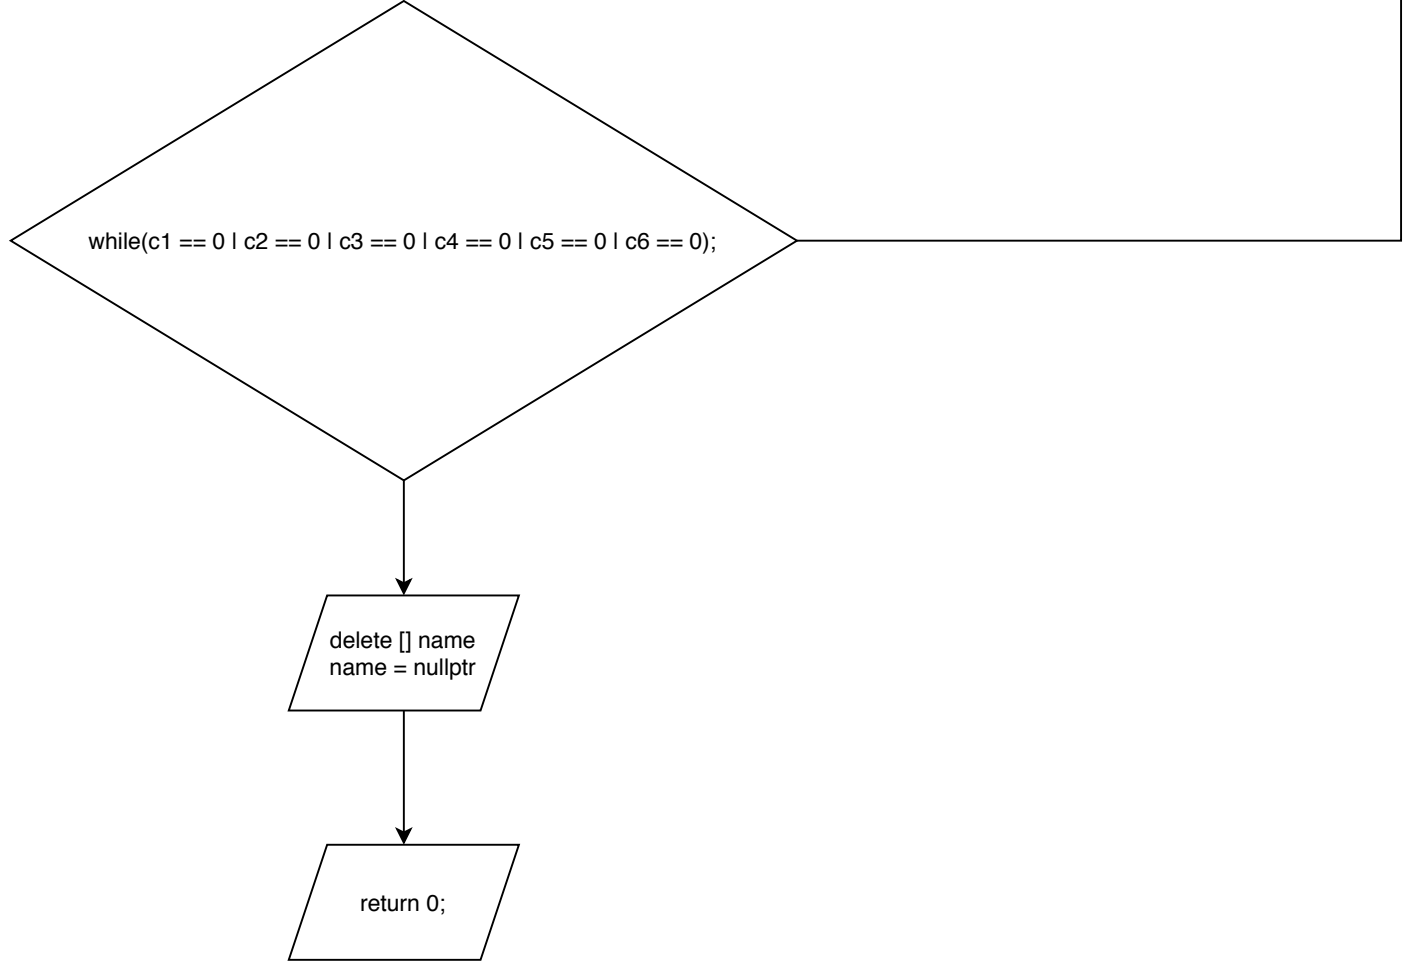 while(c1 == 0 | c2 == 0 | c3 == 0 | c4 == 0 | c5 == 0 | c6 == 0);
delete [] name
name = nullptr
return 0;